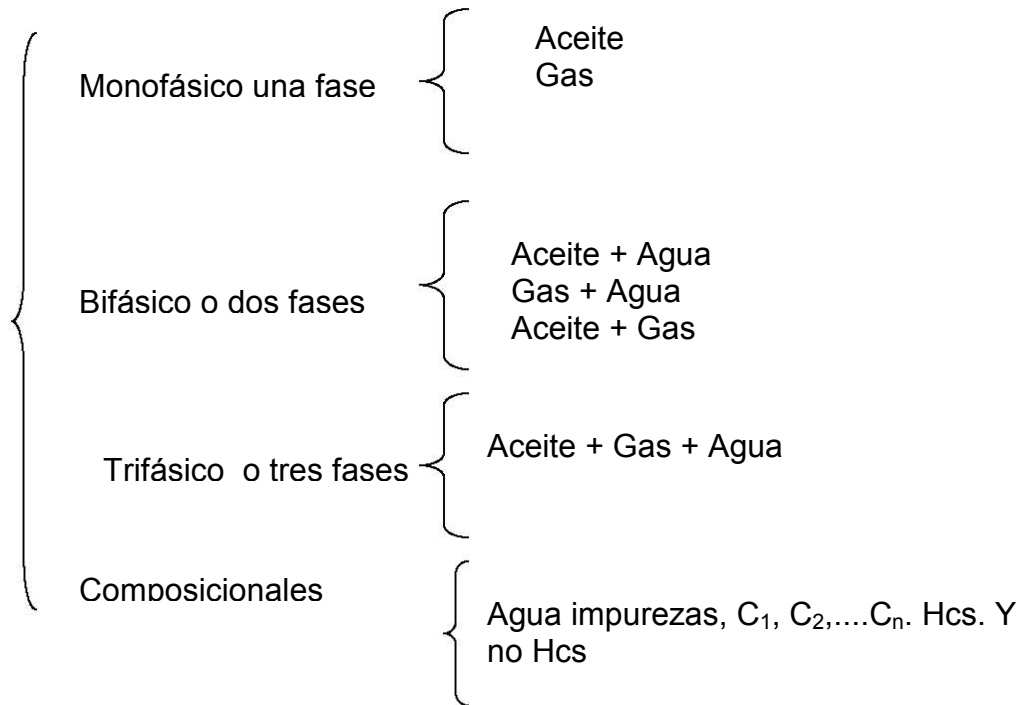 Monofásico una fase
Aceite
Gas
Bifásico o dos fases
Aceite + Agua
Gas + Agua
Aceite + Gas
Trifásico o tres fases
Aceite + Gas + Agua
Composicionales
Agua impurezas, C₁, C₂,....Cₙ. Hcs. Y
no Hcs